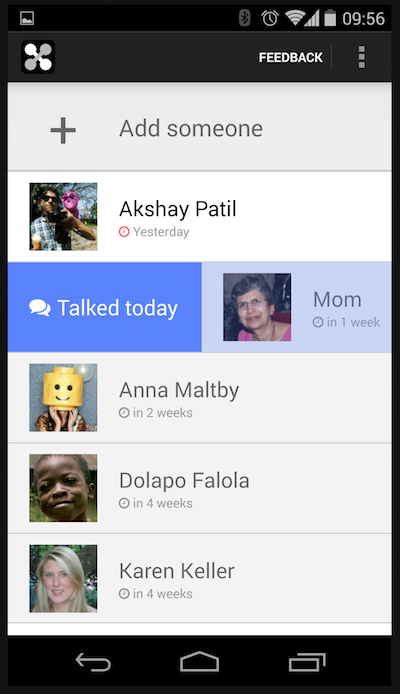 09:56
FEEDBACK
Add someone
Akshay Patil
Yesterday
Talked today
Mom
in 1 week
Anna Maltby
in 2 weeks
Dolapo Falola
in 4 weeks
Karen Keller
in 4 weeks